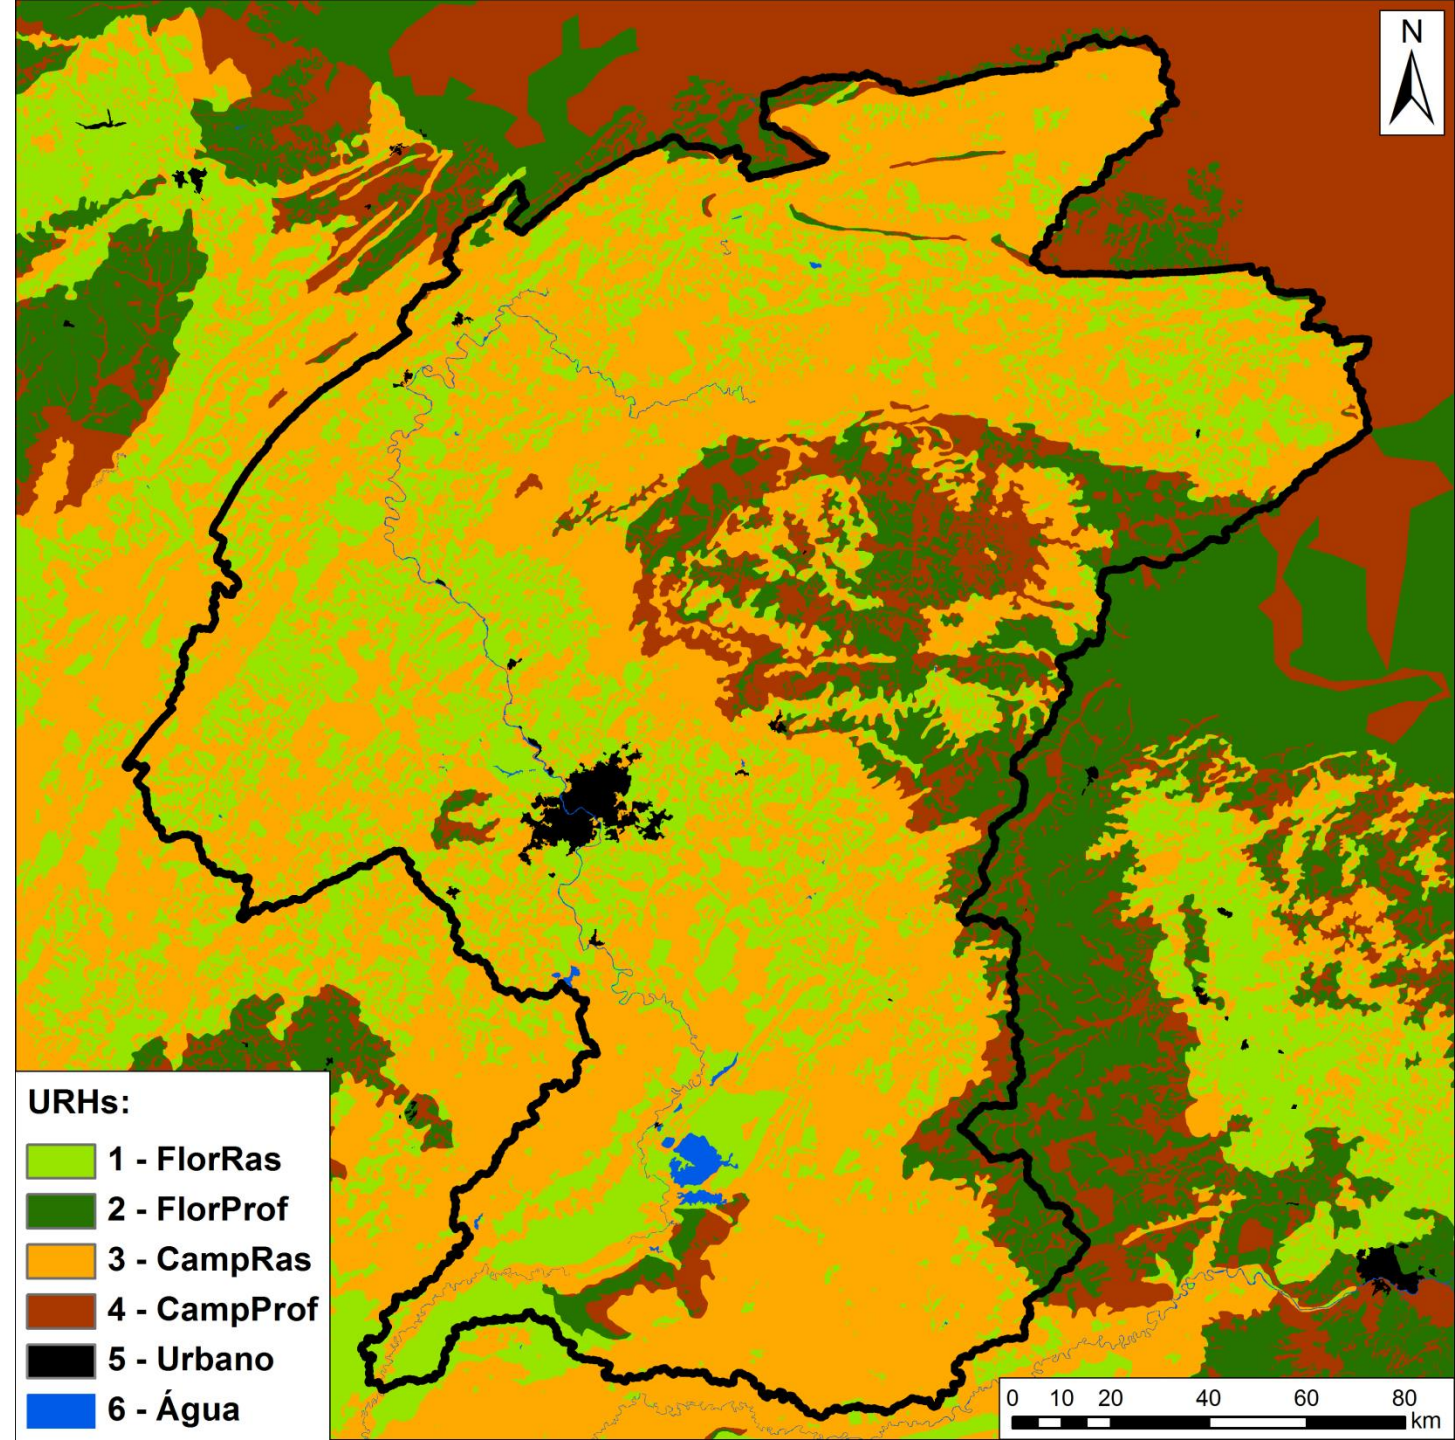 N
URHs:
1 - FlorRas
2 - FlorProf
3 - CampRas
4 - CampProf
5 - Urbano
6 - Água
0 10 20 40 60 80
km